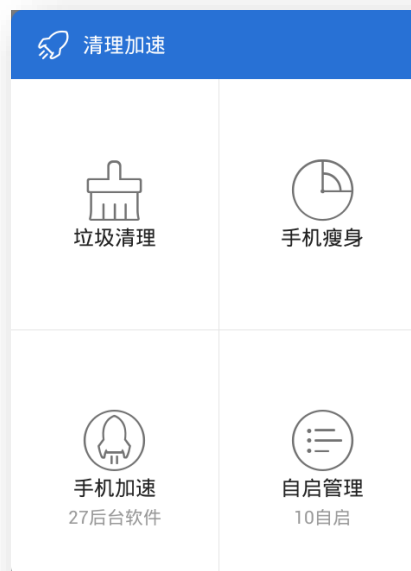 清理加速
垃圾清理
手机瘦身
手机加速
27后台软件
自启管理
10自启